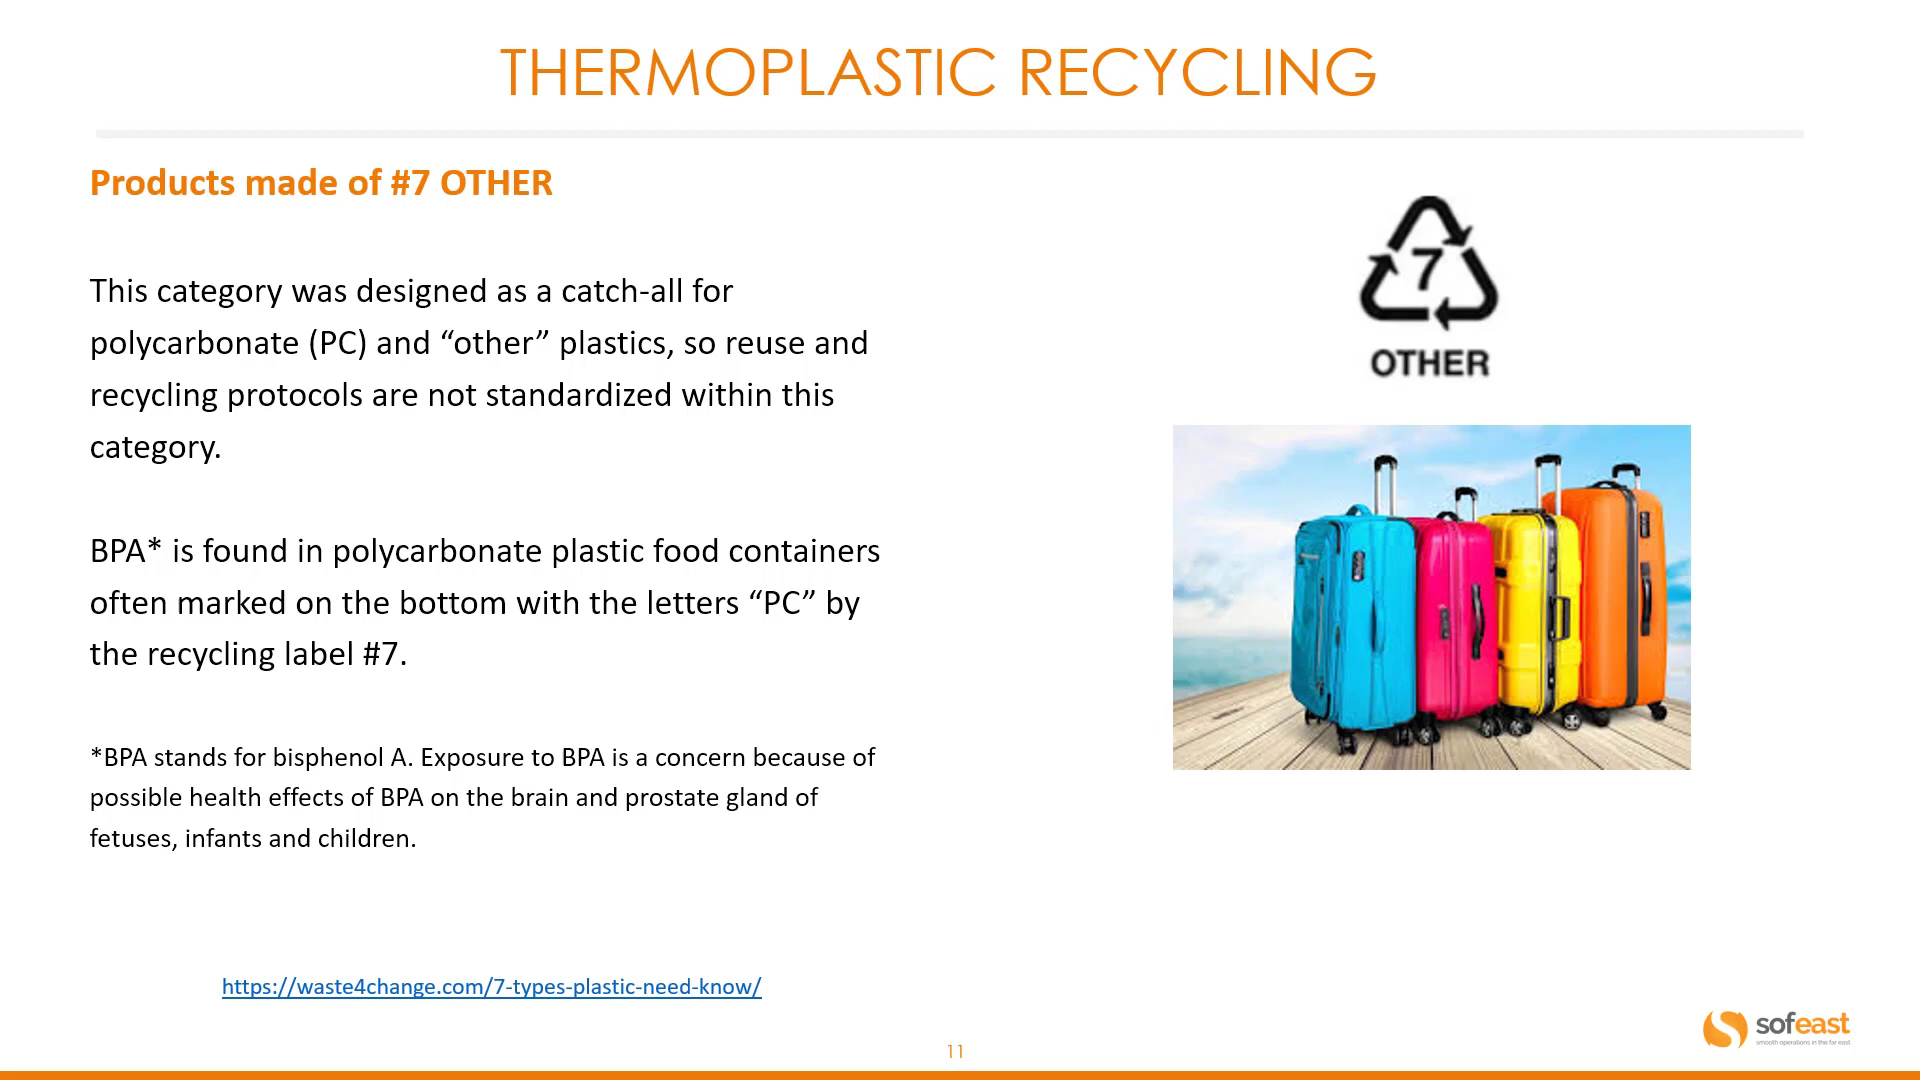 THERMOPLASTIC RECYCLING
Products made of #7 OTHER
This category was designed as a catch-all for
polycarbonate (PC) and “other” plastics, so reuse and
recycling protocols are not standardized within this
category.
BPA* is found in polycarbonate plastic food containers
often marked on the bottom with the letters “PC” by
the recycling label #7.
*BPA stands for bisphenol A. Exposure to BPA is a concern because of
possible health effects of BPA on the brain and prostate gland of
fetuses, infants and children.
https://waste4change.com/7-types-plastic-need-know/
7
OTHER
sofeast
smooth operations in the far east
11